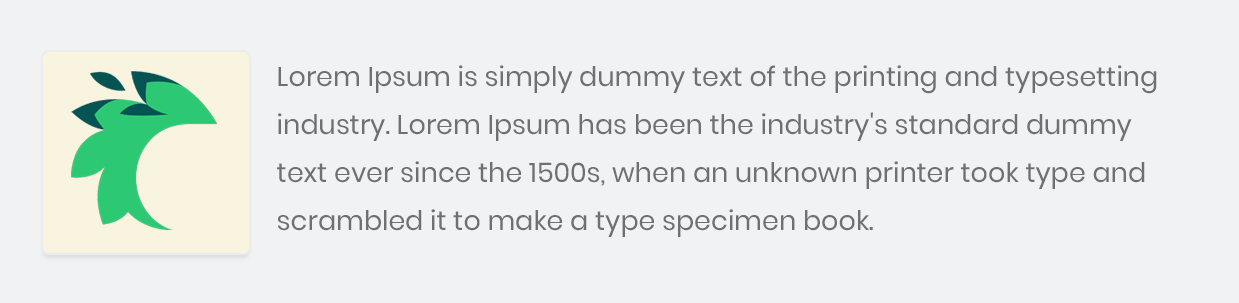 Lorem Ipsum is simply dummy text of the printing and typesetting
industry. Lorem Ipsum has been the industry's standard dummy
text ever since the 1500s, when an unknown printer took type and
scrambled it to make a type specimen book.